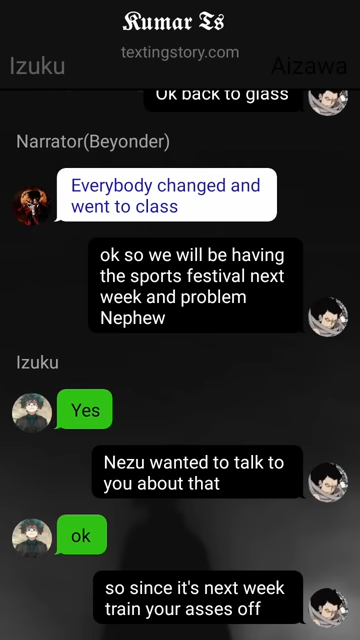 Kumar Ts
textingstory.com
Izuku
Aizawa
Ok back to glass
Narrator(Beyonder)
Everybody changed and
went to class
ok so we will be having
the sports festival next
week and problem
Nephew
Izuku
Yes
Nezu wanted to talk to
you about that
ok
so since it's next week
train your asses off